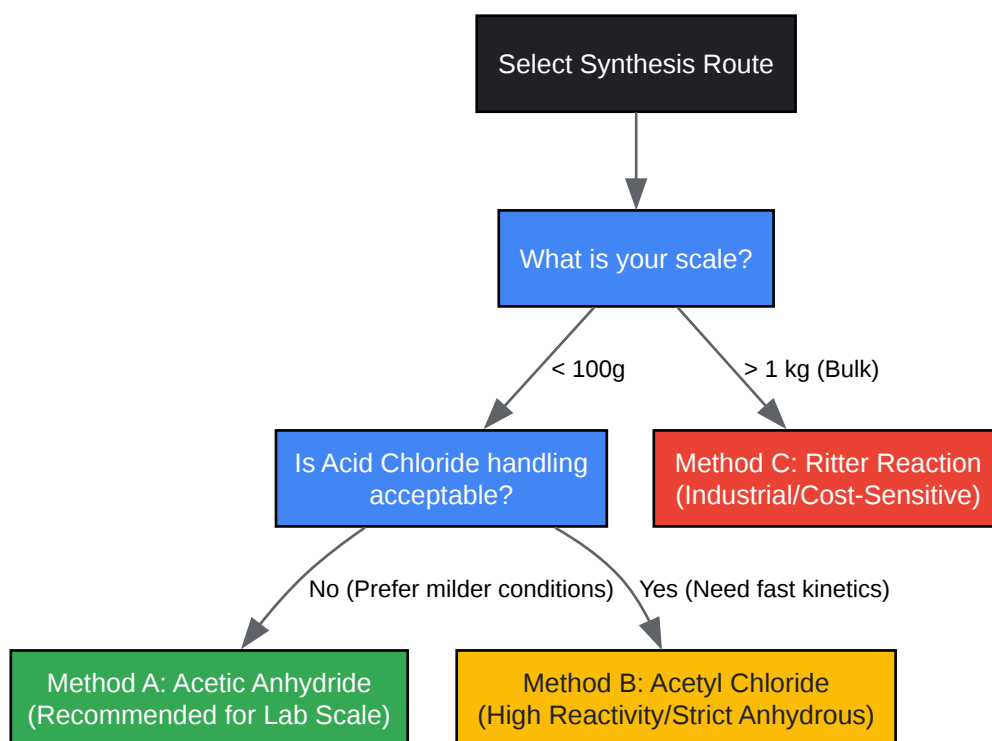 Select Synthesis Route
What is your scale?
< 100g
> 1 kg (Bulk)
Is Acid Chloride handling
acceptable?
Method C: Ritter Reaction
(Industrial/Cost-Sensitive)
No (Prefer milder conditions)
Yes (Need fast kinetics)
Method A: Acetic Anhydride
(Recommended for Lab Scale)
Method B: Acetyl Chloride
(High Reactivity/Strict Anhydrous)